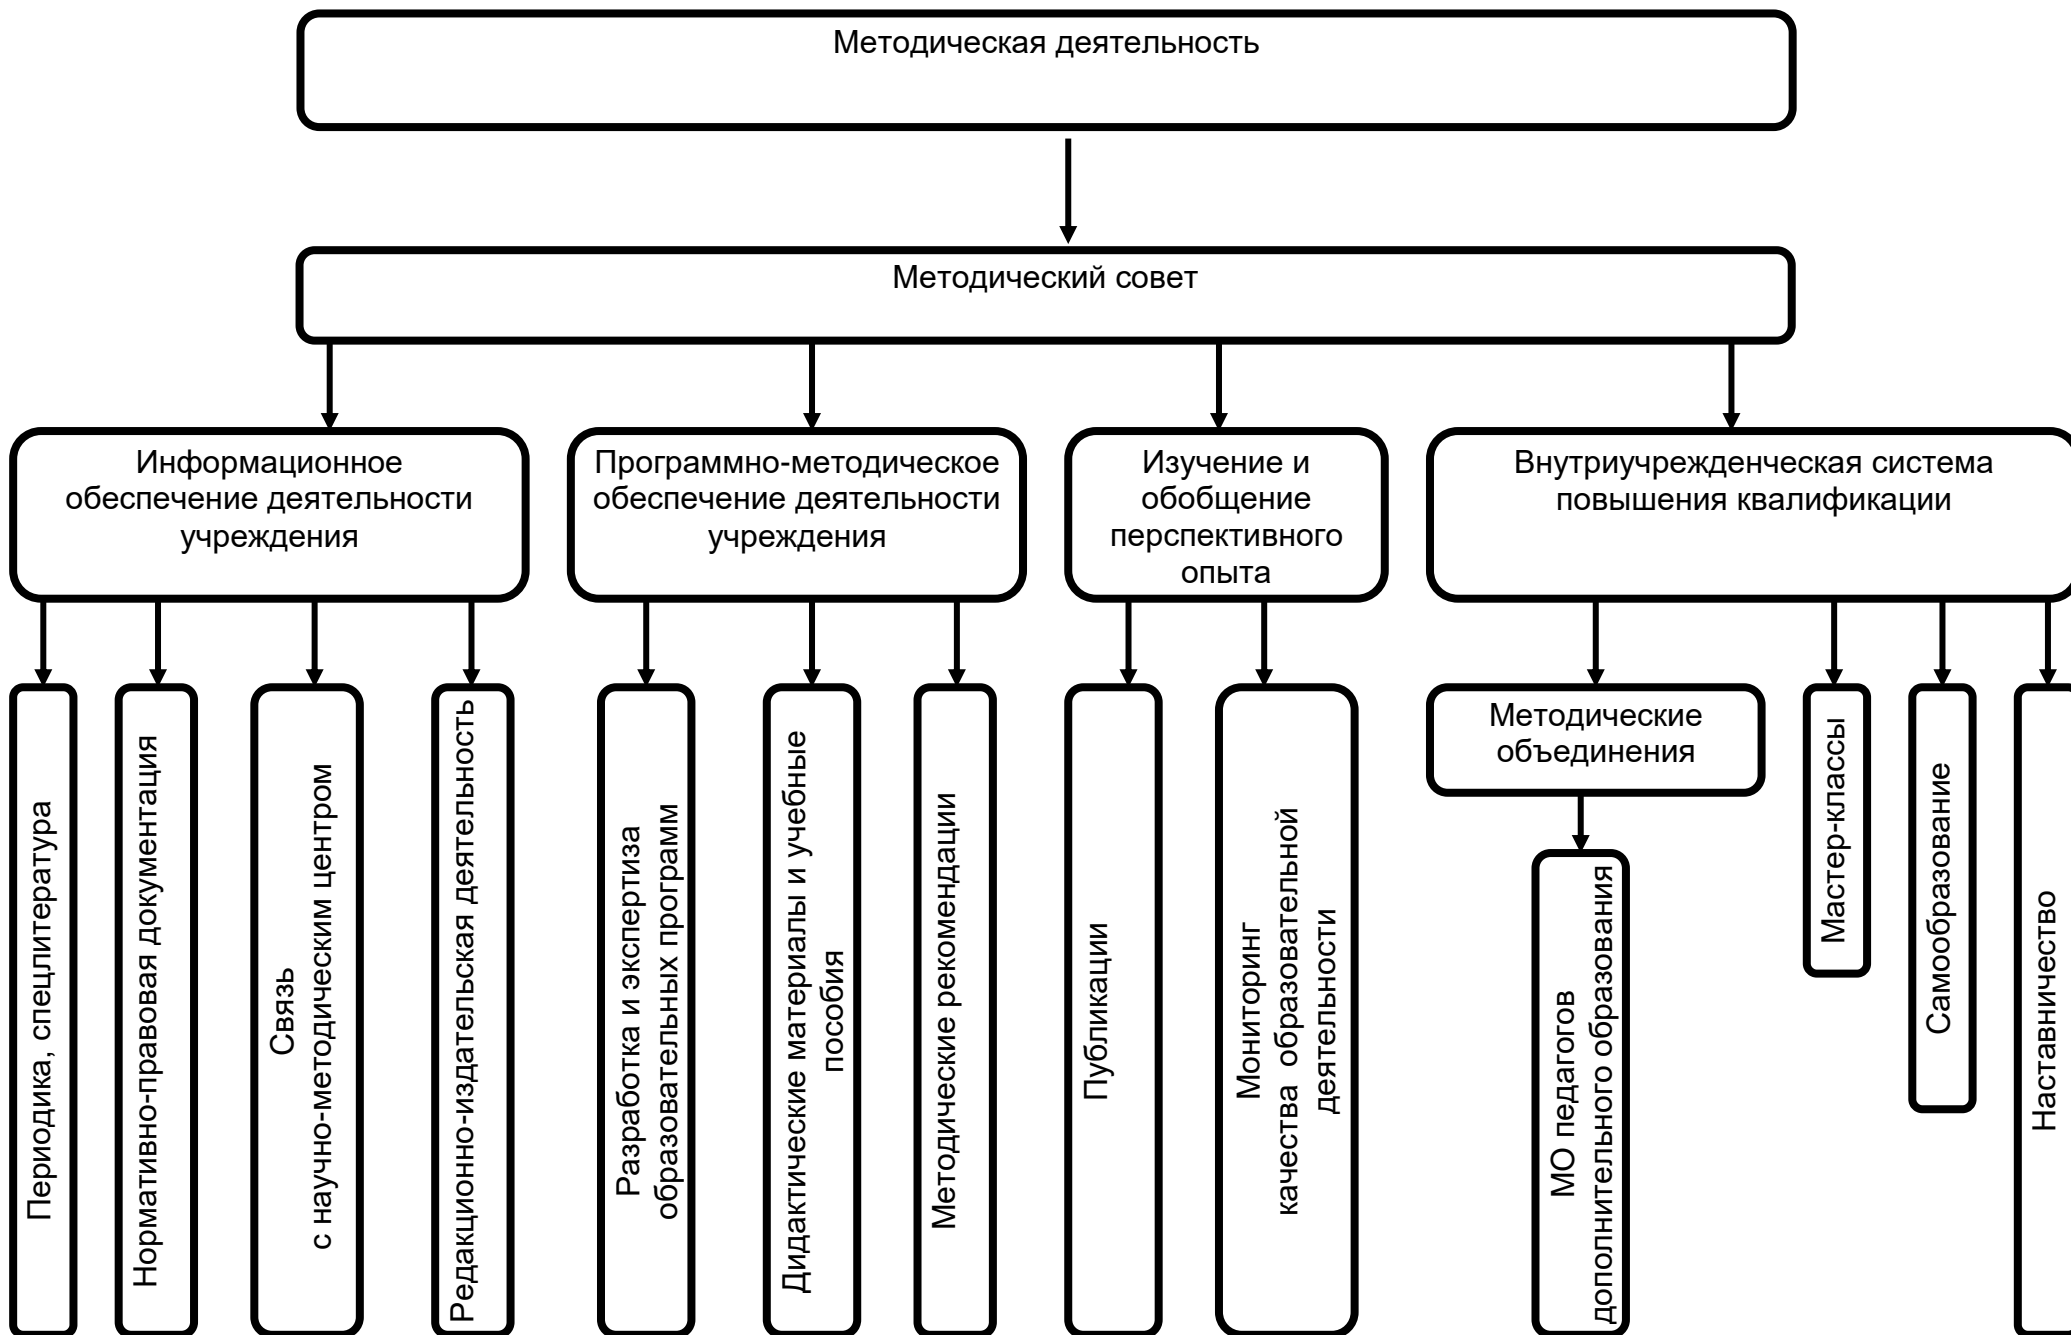 Методическая деятельность
Методический совет
Информационное
обеспечение деятельности
учреждения
Программно-методическое
обеспечение деятельности
учреждения
Изучение и
обобщение
перспективного
опыта
Внутриучрежденческая система
повышения квалификации
Периодика, спецлитература
Нормативно-правовая документация
Связь
с научно-методическим центром
Редакционно-издательская деятельность
Разработка и экспертиза
образовательных программ
Дидактические материалы и учебные
пособия
Методические рекомендации
Публикации
Мониторинг
качества образовательной
деятельности
Методические
объединения
МО педагогов
дополнительного образования
Мастер-классы
Самообразование
Наставничество